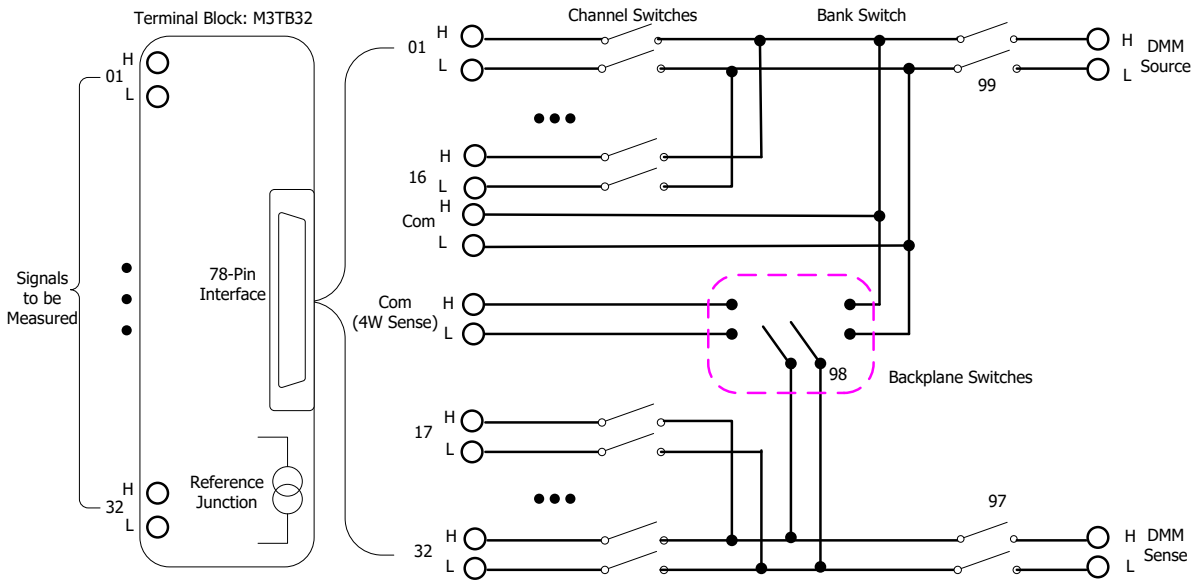 Terminal Block: M3TB32
Channel Switches
Bank Switch
H
01
L
78-Pin
Interface
Signals
to be
Measured
Reference
Junction
H
32
L
H
01
L
H
16
L
H
Com
L
Com
(4W Sense)
H
L
H
17
L
H
32
L
99
H
L
DMM
Source
98
Backplane Switches
97
H
L
DMM
Sense